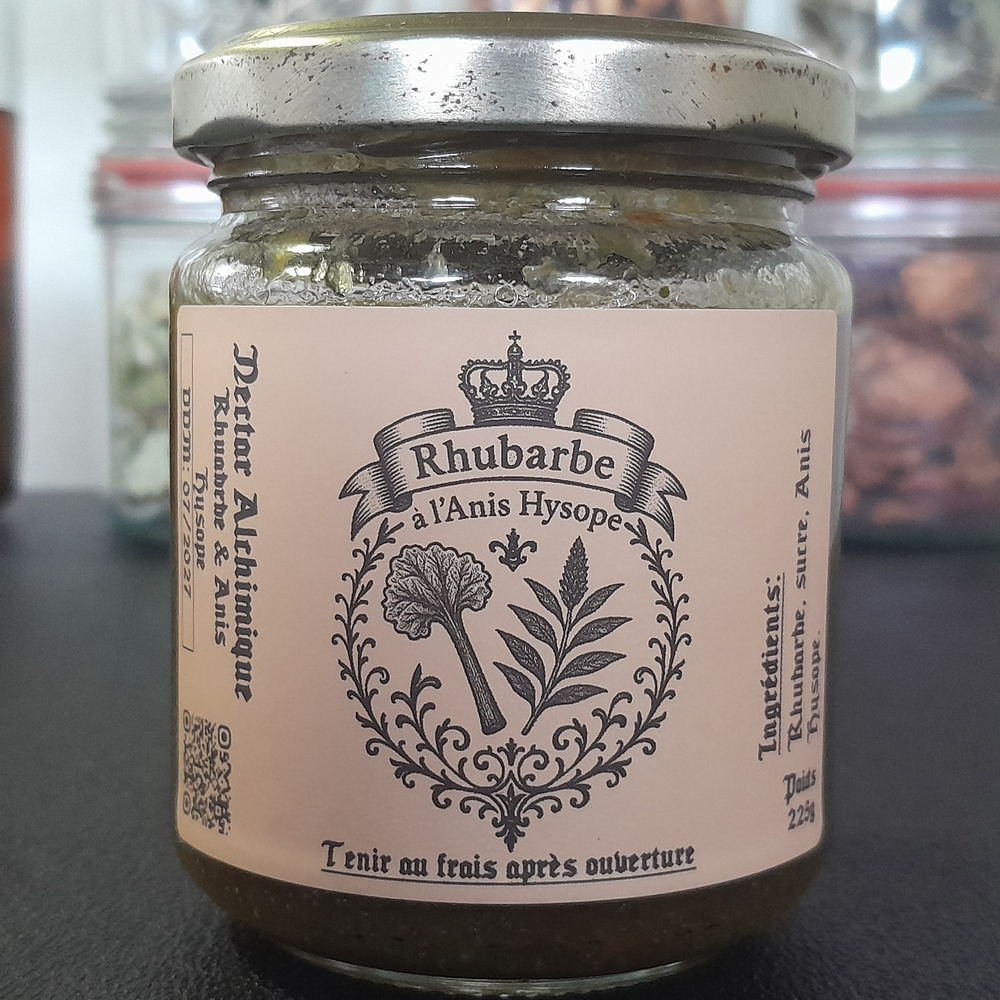 Rhubarbe
à l'Anis Hysope
Tenir au frais après ouverture
Nectar Alchimique
Rhuabrbe & Anis
Hysope
DDM: 07/2027
Ingrédients:
Rhubarbe, sucre, Anis
Hysope.
Poids
225g